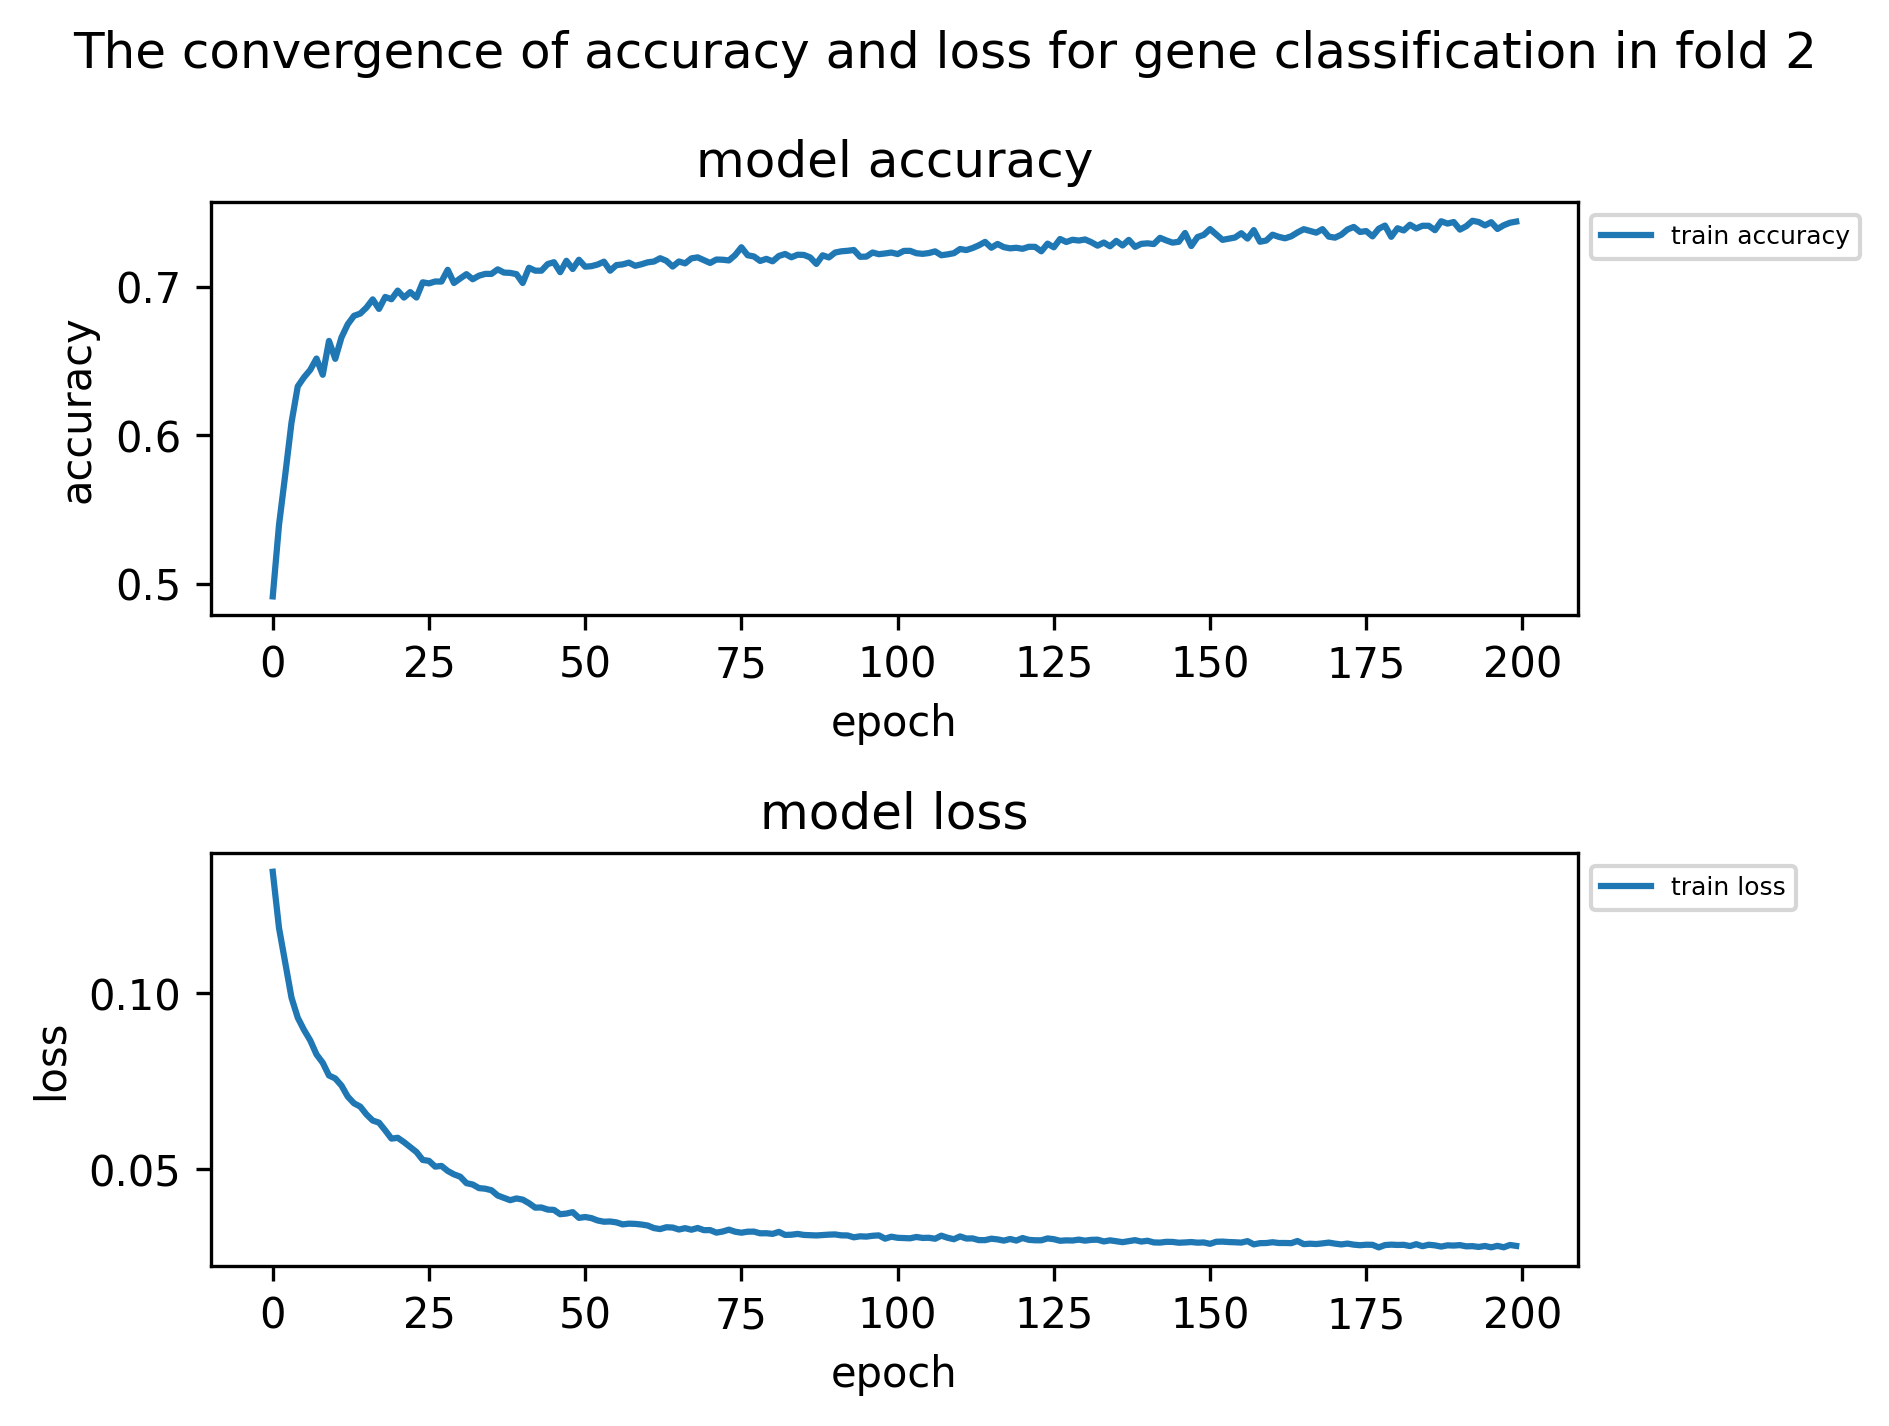 The convergence of accuracy and loss for gene classification in fold 2
model accuracy
train accuracy
accuracy
0.7
0.6
0.5
0 25 50 75 100 125 150 175 200
epoch
model loss
train loss
loss
0.10
0.05
0 25 50 75 100 125 150 175 200
epoch